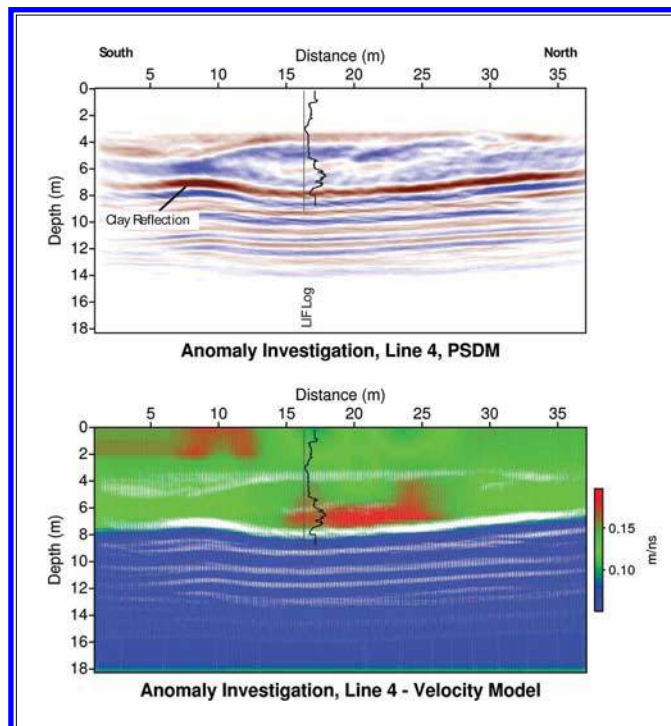 South Distance (m) North
5 10 15 20 25 30 35
0
2
4
6
8
10
12
14
16
18
Depth (m)
Clay Reflection
LIF Log
Anomaly Investigation, Line 4, PSDM
Distance (m)
5 10 15 20 25 30 35
0
2
4
6
8
10
12
14
16
18
Depth (m)
0.15
0.10
m/ns
Anomaly Investigation, Line 4 - Velocity Model